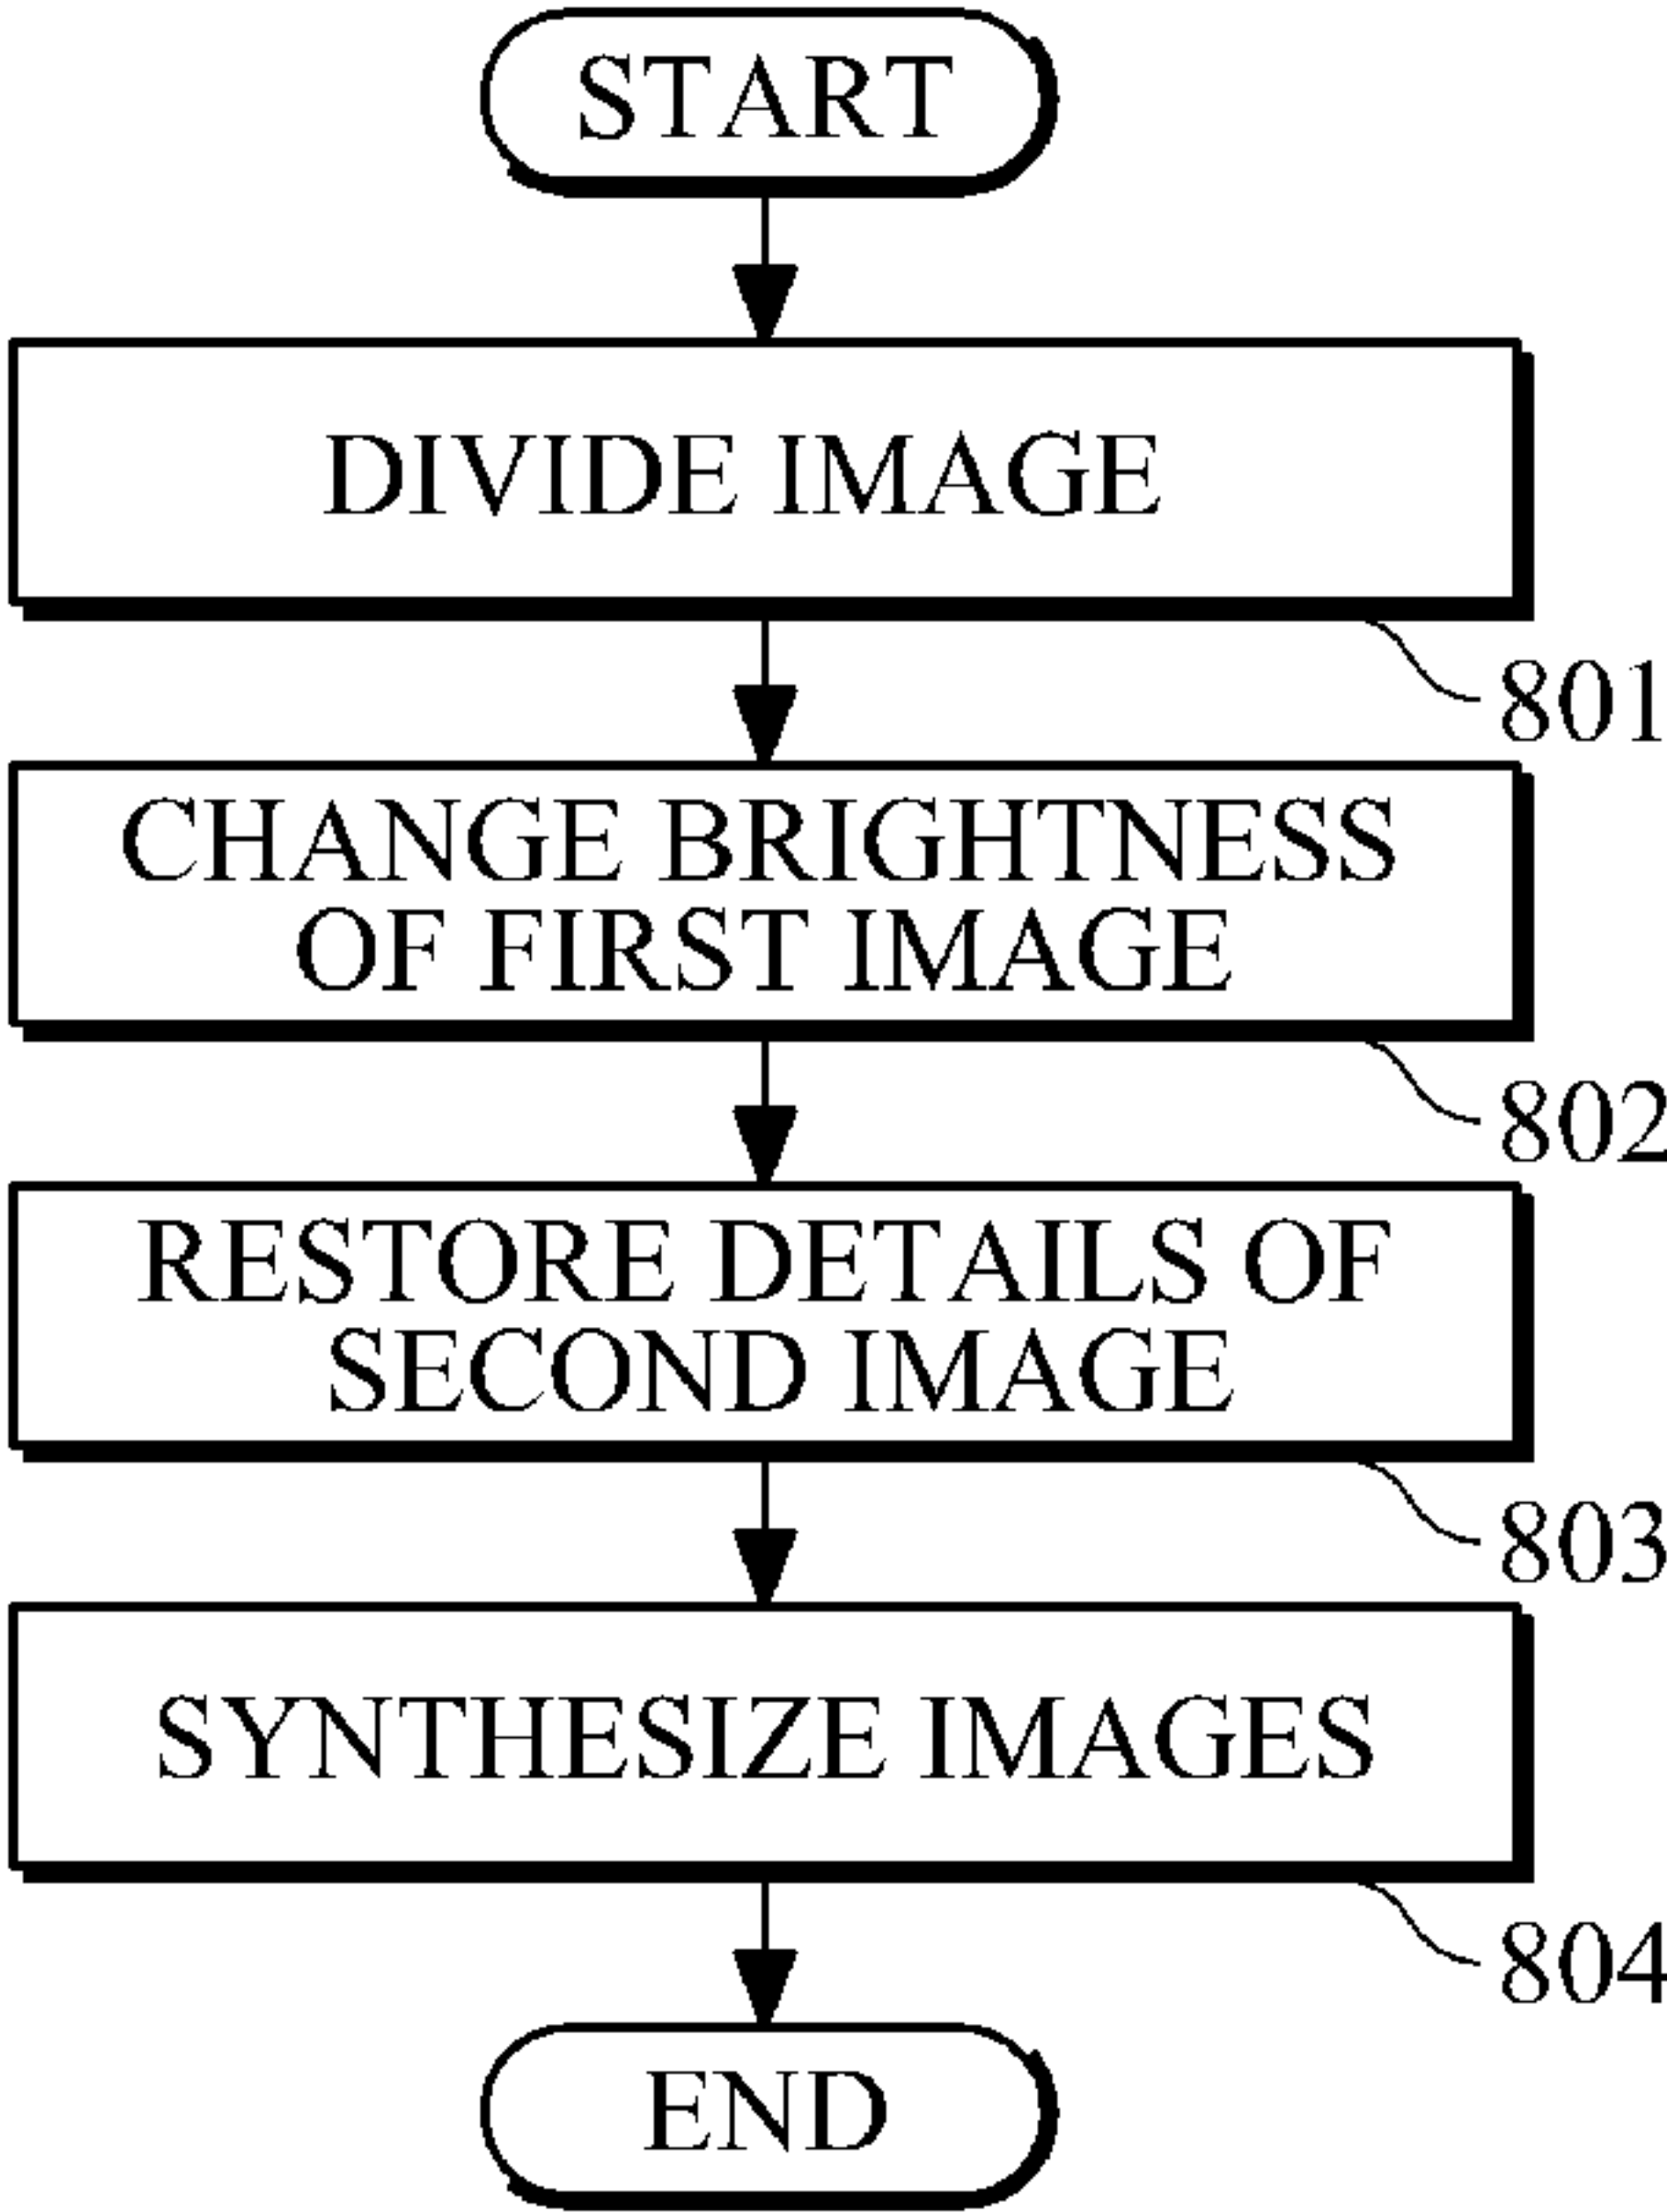 START
DIVIDE IMAGE
801
CHANGE BRIGHTNESS
OF FIRST IMAGE
802
RESTORE DETAILS OF
SECOND IMAGE
803
SYNTHESIZE IMAGES
804
END